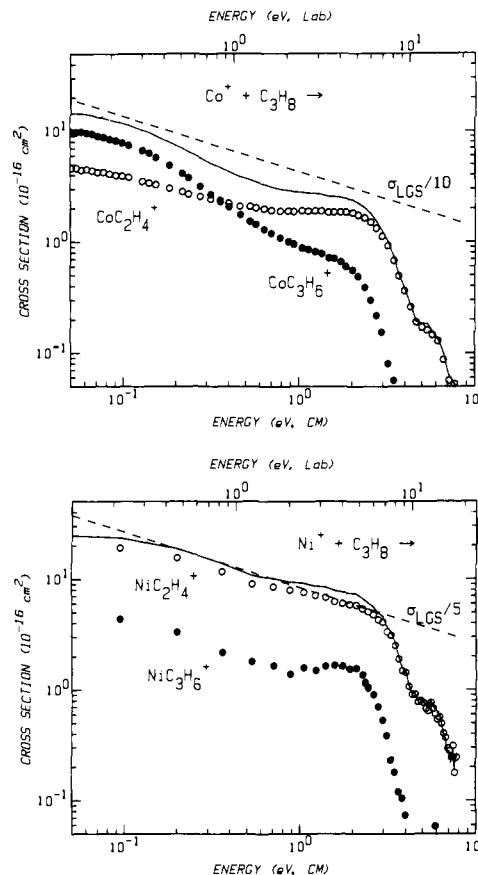 ENERGY (eV, Lab)
10⁰ 10¹
Co⁺ + C₃H₈ →
10¹
σLGS/10
CoC₂H₄⁺
10⁰
CoC₃H₆⁺
10⁻¹
CROSS SECTION (10⁻¹⁶ cm²)
10⁻¹ 10⁰ 10¹
ENERGY (eV, CM)
ENERGY (eV, Lab)
10⁰ 10¹
Ni⁺ + C₃H₈ →
NiC₂H₄⁺
10¹
σLGS/5
NiC₃H₆⁺
10⁰
10⁻¹
CROSS SECTION (10⁻¹⁶ cm²)
10⁻¹ 10⁰ 10¹
ENERGY (eV, CM)